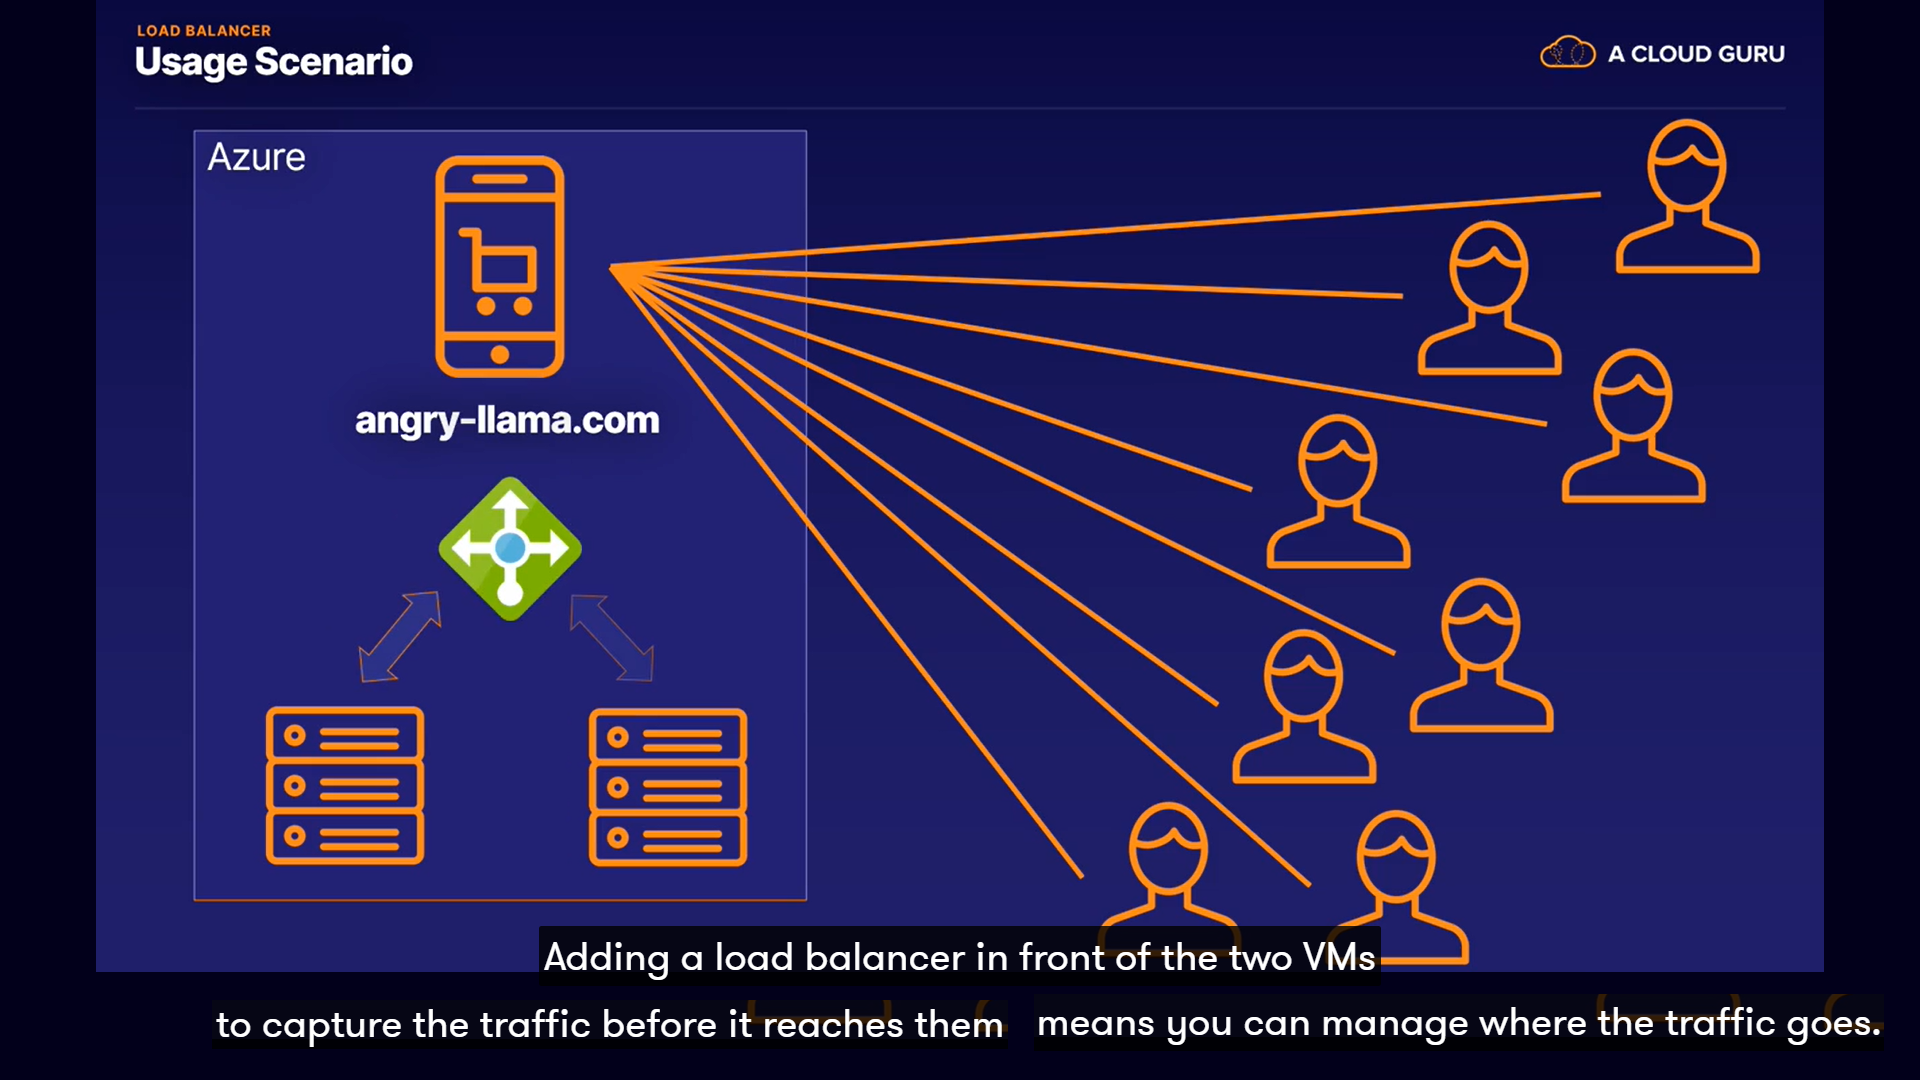 LOAD BALANCER
Usage Scenario
A CLOUD GURU
Azure
angry-llama.com
Adding a load balancer in front of the two VMs
to capture the traffic before it reaches them
means you can manage where the traffic goes.